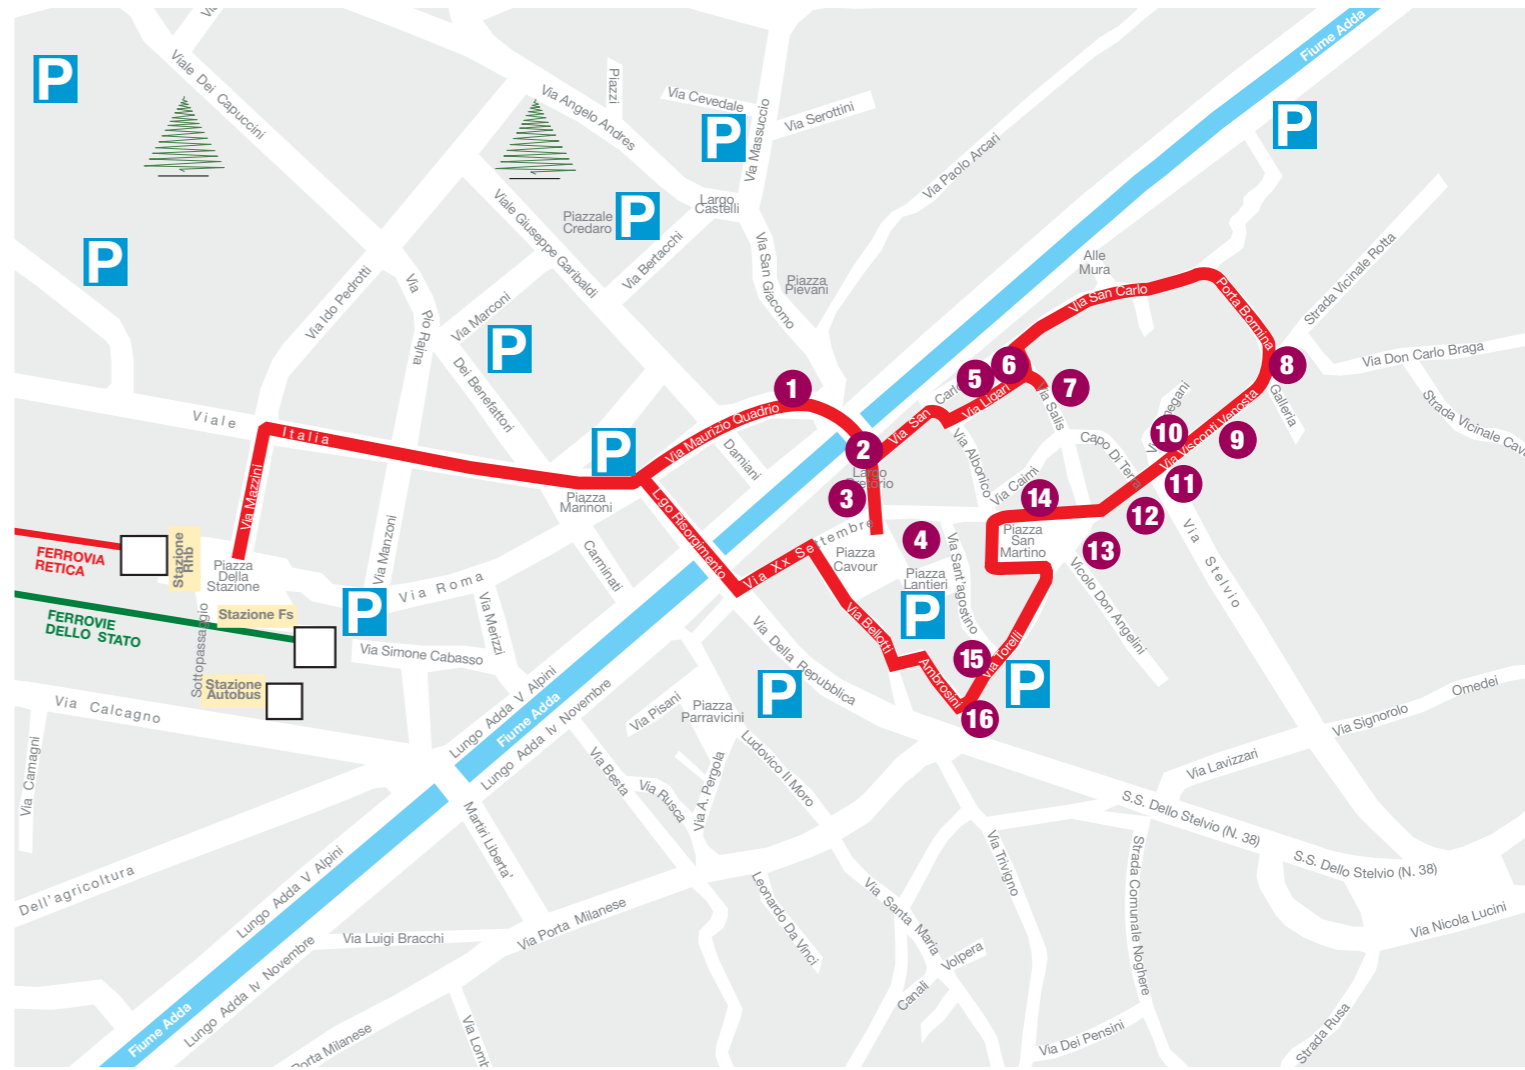 Fiume Adda
P
P
P
P
P
P
P
P
P
P
P
P
Viale Dei Capuccini
Via Angelo Andres
Piazzi
Via Cevedale
Via Serottini
Via Massuccio
Via Paolo Arcari
Largo
Castelli
Piazzale
Credaro
Viale Giuseppe Garibaldi
Via Bertacchi
Via San Giacomo
Piazza
Pievani
Alle
Mura
Strada Vicinale Rotta
Via Ido Pedrotti
Via
Pio Rajna
Via Marconi
Dei Benefattori
Via San Carlo
Porta Bormina
Via Don Carlo Braga
Strada Vicinale Cav
Galleria
1
2
3
4
5
6
7
8
9
10
11
12
13
14
15
16
Viale
Italia
Via Mazzini
Via Maurizio Quadrio
Damiani
Via San
Carlo
Via Ligari
Via Salis
Via Albonico
Via Caimi
Capo Di Terra
Via Visconti Venosta
Largo
Pretorio
Piazza
Marinoni
L.go Risorgimento
Via Xx Settembre
Piazza
Cavour
Piazza
Lantieri
Via Sant'agostino
Piazza
San
Martino
Vicolo Don Angelini
Via Stelvio
FERROVIA
RETICA
Stazione
Rhb
Piazza
Della
Stazione
FERROVIE
DELLO STATO
Stazione Fs
Sottopassaggio
Stazione
Autobus
Via Manzoni
Via Roma
Via Merizzi
Carminati
Via Simone Cabasso
Via Calcagno
Via Camagni
Via Bellotti
Ambrosini
Via Torelli
Via Della Repubblica
Lungo Adda V Alpini
Fiume Adda
Lungo Adda Iv Novembre
Via Pisani
Piazza
Parravicini
Via Besta
Via Rusca
Via A. Pergola
Ludovico Il Moro
Martiri Liberta'
Omedei
Via Signorolo
Via Lavizzari
S.S. Dello Stelvio (N. 38)
S.S. Dello Stelvio (N. 38)
Via Trivigno
Strada Comunale Noghere
Via Nicola Lucini
Dell'agricoltura
Lungo Adda V Alpini
Lungo Adda Iv Novembre
Fiume Adda
Via Luigi Bracchi
Via Porta Milanese
Porta Milanese
Via Lomb
Leonardo Da Vinci
Via Santa Maria
Volpera
Canali
Via Dei Pensini
Strada Rusa